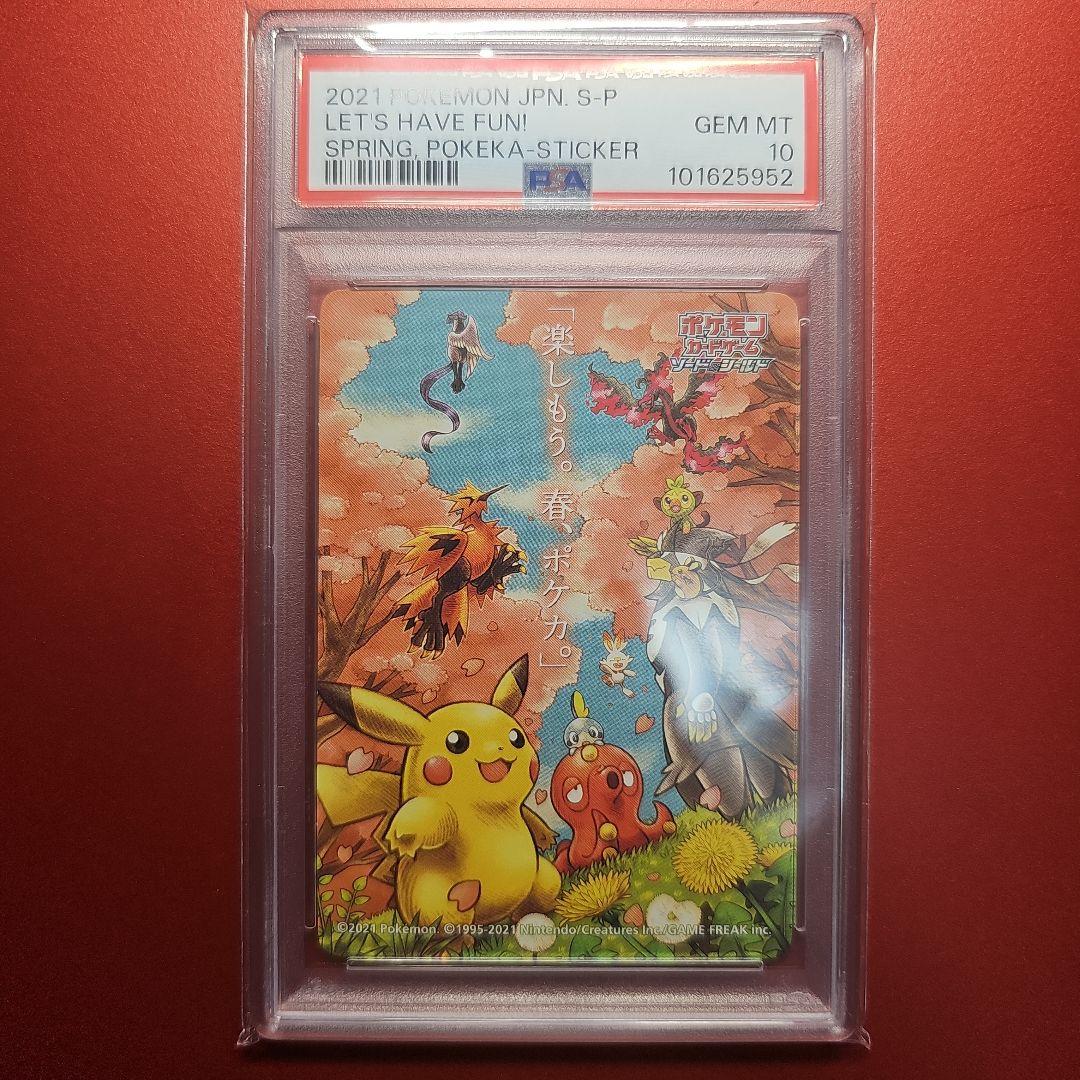 2021 POKEMON JPN. S-P
LET'S HAVE FUN!
GEM MT
SPRING, POKEKA-STICKER
10
PSA
101625952
ポケモン
カードゲーム
ソード&シールド
「楽しもう。春、ポケカ。」
©2021 Pokémon. ©1995-2021 Nintendo/Creatures Inc./GAME FREAK inc.